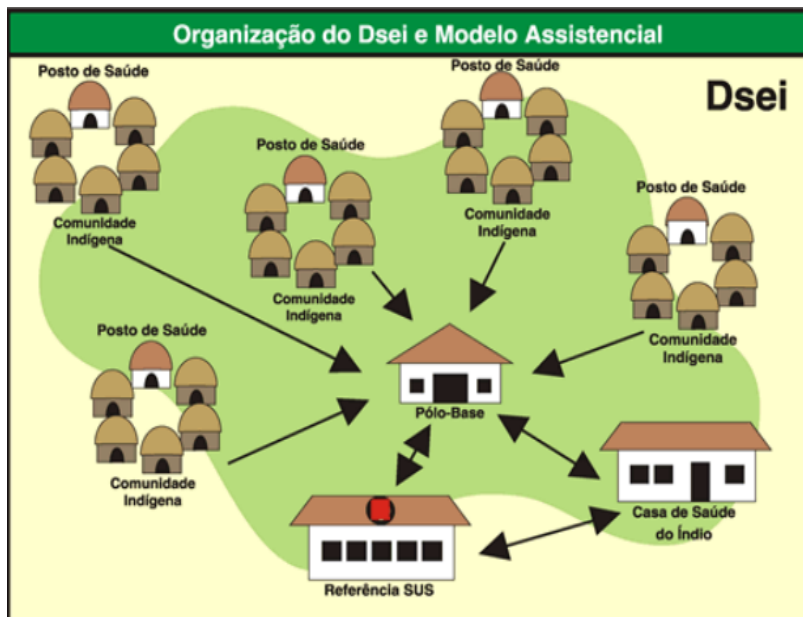 Organização do Dsei e Modelo Assistencial
Dsei
Posto de Saúde
Comunidade
Indígena
Posto de Saúde
Comunidade
Indígena
Posto de Saúde
Comunidade
Indígena
Posto de Saúde
Comunidade
Indígena
Posto de Saúde
Comunidade
Indígena
Pólo-Base
Casa de Saúde
do Índio
Referência SUS